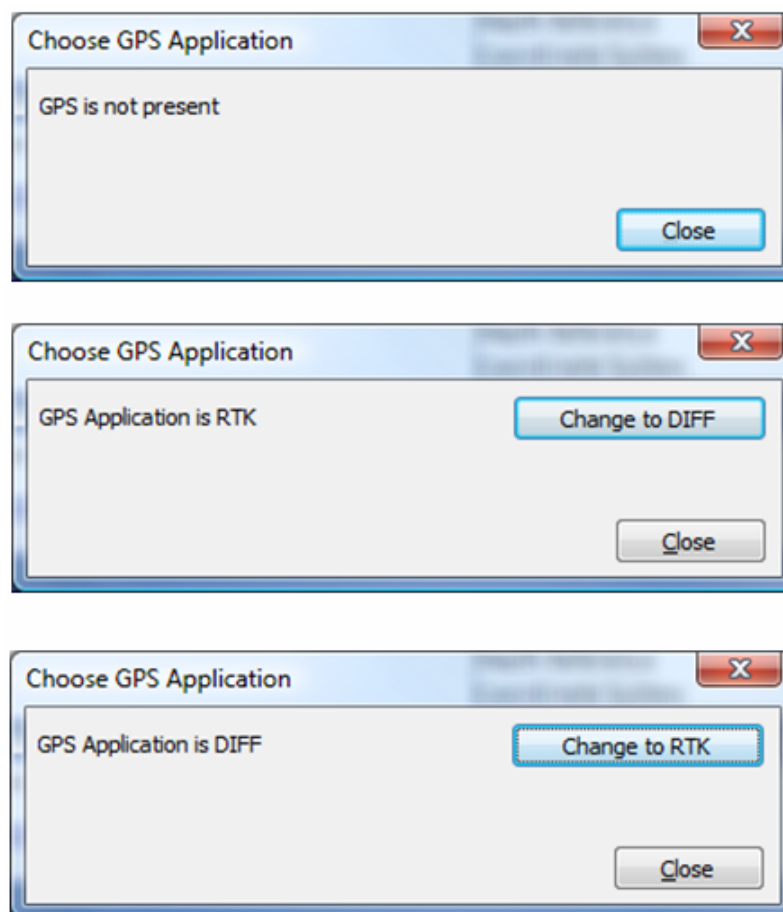 Choose GPS Application
GPS is not present
Close
Choose GPS Application
GPS Application is RTK
Change to DIFF
Close
Choose GPS Application
GPS Application is DIFF
Change to RTK
Close